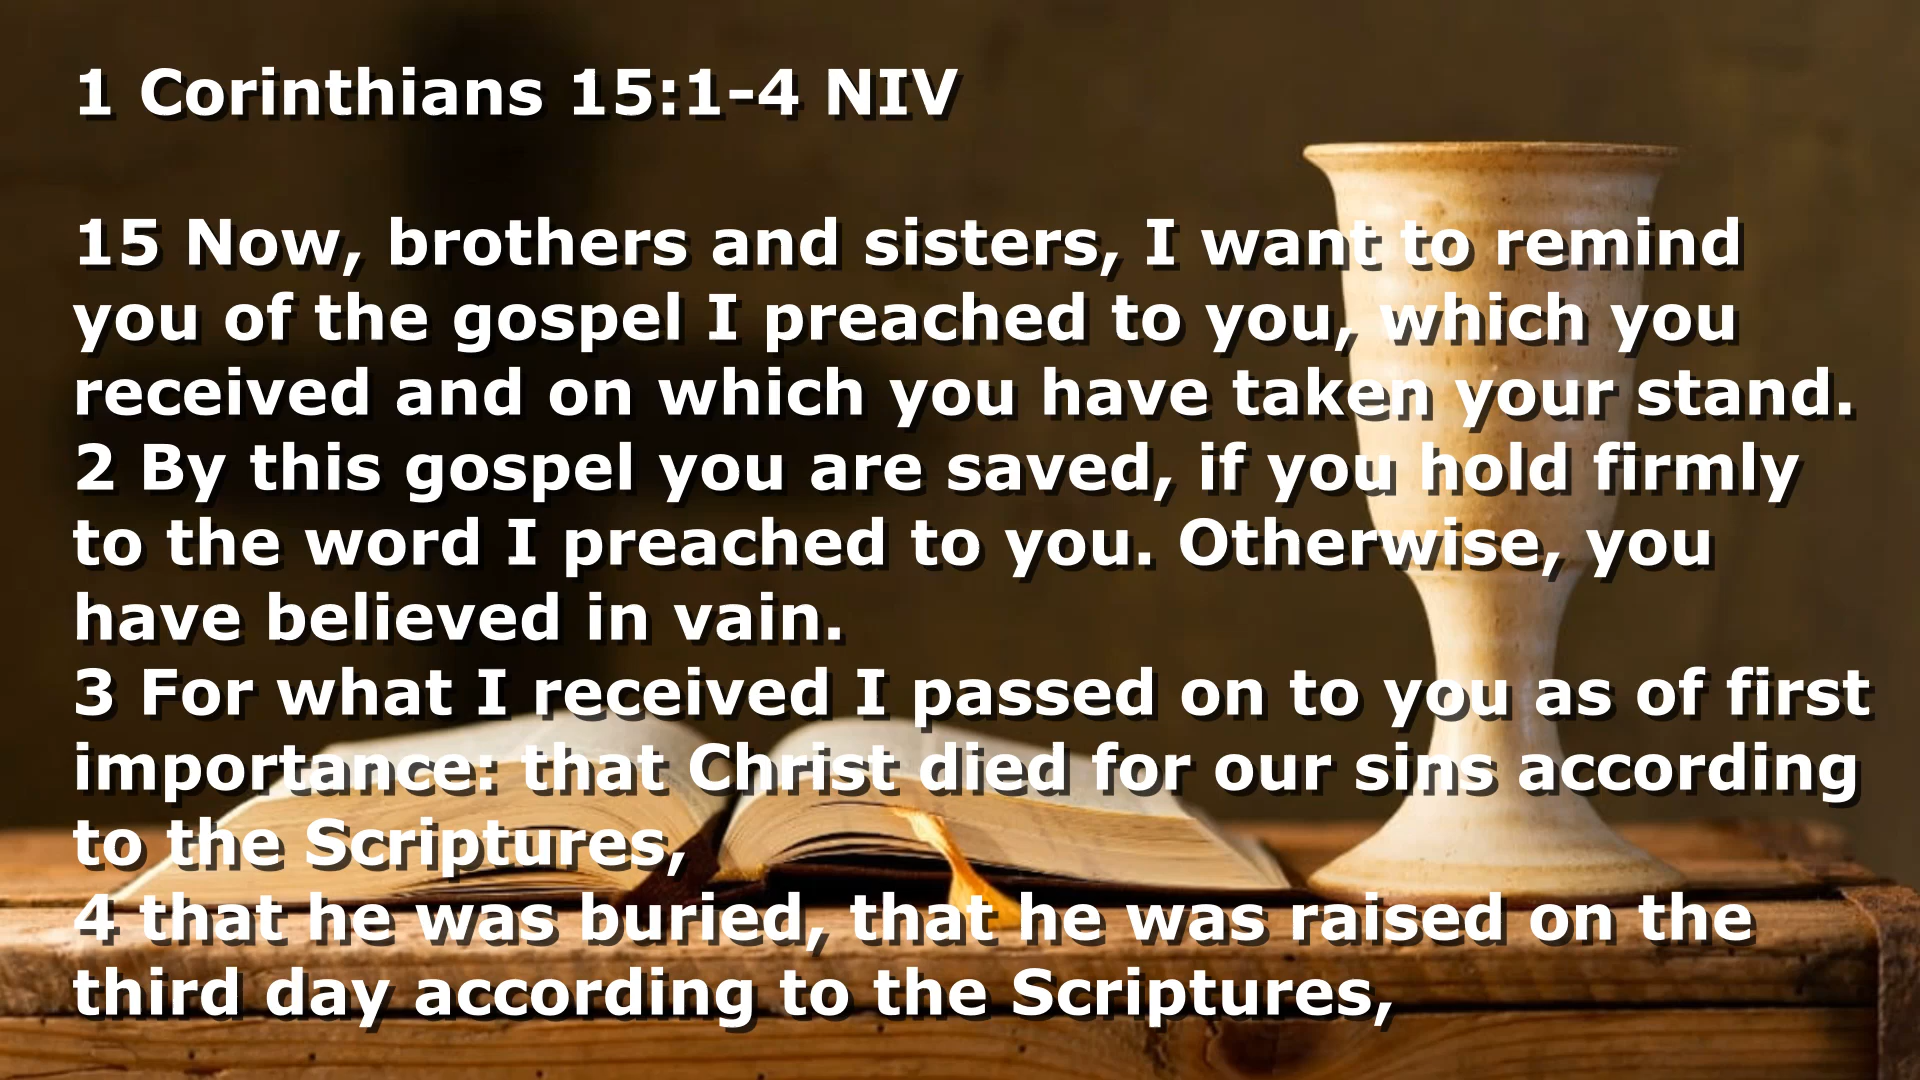 1 Corinthians 15:1-4 NIV
15 Now, brothers and sisters, I want to remind
you of the gospel I preached to you, which you
received and on which you have taken your stand.
2 By this gospel you are saved, if you hold firmly
to the word I preached to you. Otherwise, you
have believed in vain.
3 For what I received I passed on to you as of first
importance: that Christ died for our sins according
to the Scriptures,
4 that he was buried, that he was raised on the
third day according to the Scriptures,